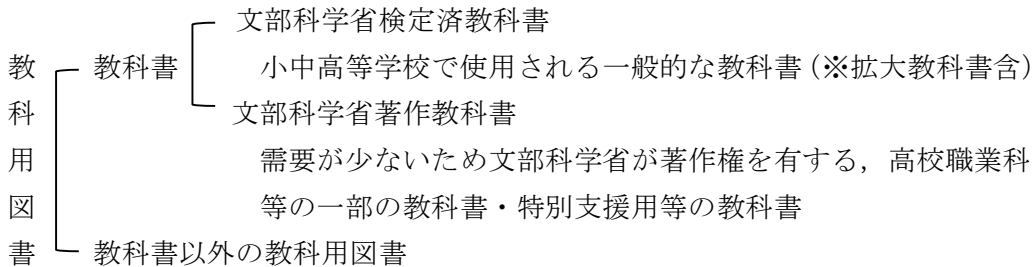 文部科学省検定済教科書
教科書
小中高等学校で使用される一般的な教科書(※拡大教科書含)
文部科学省著作教科書
需要が少ないため文部科学省が著作権を有する，高校職業科
等の一部の教科書・特別支援用等の教科書
教科書以外の教科用図書
教科用図書